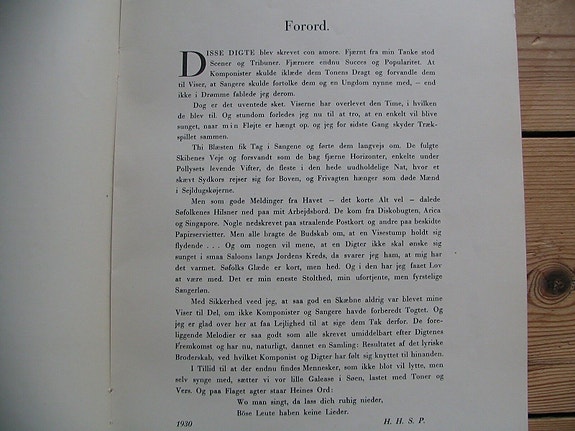 Forord.
DISSE DIGTE blev skrevet con amore. Fjærnt fra min Tanke stod
Scener og Tribuner. Fjærnere endnu Succes og Popularitet. At
Komponister skulde iklæde dem Tonens Dragt og forvandle dem
til Viser, at Sangere skulde fortolke dem og en Ungdom nynne med, – end
ikke i Drømme fablede jeg derom.
Dog er det uventede sket. Viserne har overlevet den Time, i hvilken
de blev til. Og stundom forledes jeg nu til at tro, at en enkelt vil blive
sunget, naar min Fløjte er hængt op, og jeg for sidste Gang skyder Træk-
spillet sammen.
Thi Blæsten fik Tag i Sangene og førte dem langvejs om. De fulgte
Skibenes Veje og forsvandt som de bag fjærne Horizonter, enkelte under
Pollysets levende Vifter, de fleste i den hede uudholdelige Nat, hvor et
skævt Sydkors rejser sig for Boven, og Frivagten hænger som døde Mænd
i Sejldugskøjerne.
Men som gode Meldinger fra Havet – det korte Alt vel – dalede
Søfolkenes Hilsner ned paa mit Arbejdsbord. De kom fra Diskobugten, Arica
og Singapore. Nogle nedskrevet paa straalende Postkort og andre paa beskidte
Papirservietter. Men alle bragte de Budskab om, at en Visestump holdt sig
flydende . . . Og om nogen vil mene, at en Digter ikke skal ønske sig
sunget i smaa Saloons langs Jordens Kreds, da svarer jeg ham, at mig har
det varmet. Søfolks Glæde er kort, men hed. Og i den har jeg faaet Lov
at være med. Det er min eneste Stolthed, min ufortjente, men fyrstelige
Sangerløn.
Med Sikkerhed veed jeg, at saa god en Skæbne aldrig var blevet mine
Viser til Del, om ikke Komponister og Sangere havde forberedt Togtet. Og
jeg er glad over her at faa Lejlighed til at sige dem Tak derfor. De fore-
liggende Melodier er saa godt som alle skrevet umiddelbart efter Digtenes
Fremkomst og har nu, naturligt, dannet en Samling: Resultatet af det lyriske
Broderskab, ved hvilket Komponist og Digter har følt sig knyttet til hinanden.
I Tillid til at der endnu findes Mennesker, som ikke blot vil lytte, men
selv synge med, sætter vi vor lille Galease i Søen, lastet med Toner og
Vers. Og paa Flaget agter staar Heines Ord:
Wo man singt, da lass dich ruhig nieder,
Böse Leute haben keine Lieder.
1930 H. H. S. P.